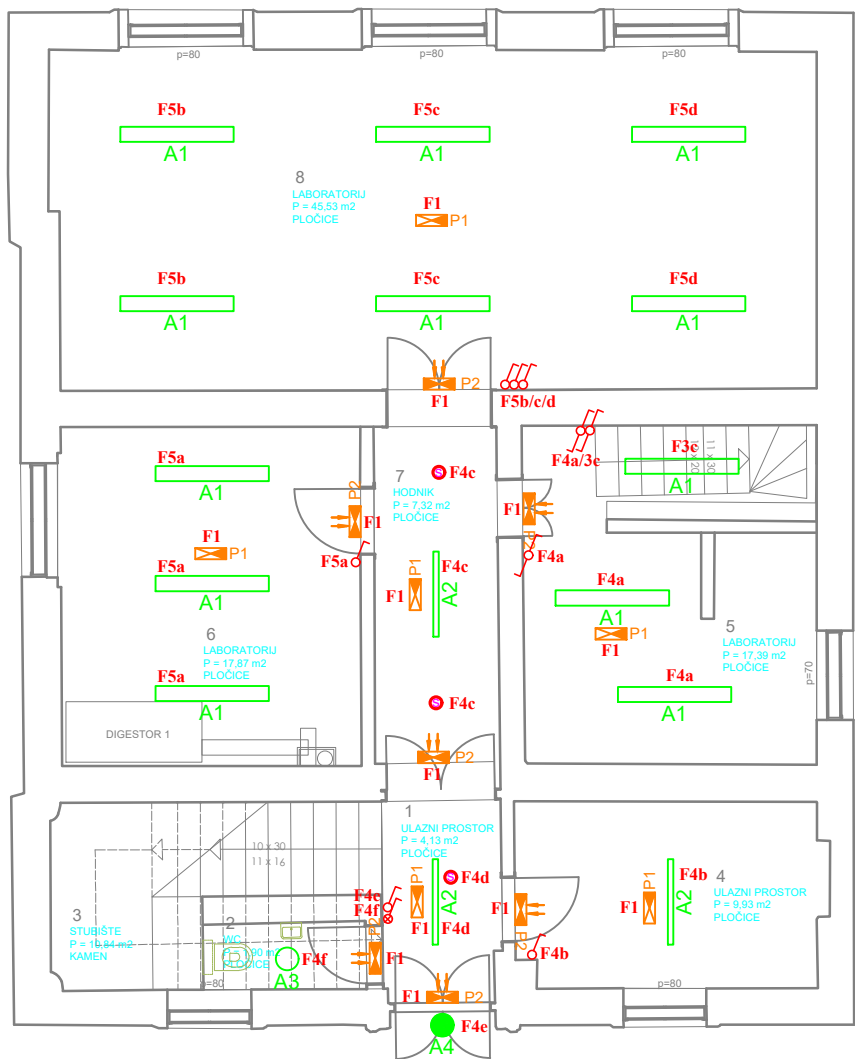 p=80
p=80
p=80
F5b
F5c
F5d
A1
A1
A1
8
LABORATORIJ
P = 45,53 m2
PLOČICE
F1
P1
F5b
F5c
F5d
A1
A1
A1
P2
F1
F5b/c/d
F4a/3c
F5a
A1
F4c
7
HODNIK
P = 7,32 m2
PLOČICE
F3c
A1
11 x 30
P2
F1
F1
P2
F1
P1
F5a
F4a
F5a
A1
F4c
P1
F1
A2
F4a
A1
P1
F1
5
LABORATORIJ
P = 17,39 m2
PLOČICE
6
LABORATORIJ
P = 17,87 m2
PLOČICE
F5a
A1
F4a
A1
p=70
F4c
DIGESTOR 1
P2
F1
1
ULAZNI PROSTOR
P = 4,13 m2
PLOČICE
10 x 30
11 x 16
F4d
P1
F1
A2
F4d
F4e
F4f
F1
P2
F4b
P1
F1
F4b
A2
4
ULAZNI PROSTOR
P = 9,93 m2
PLOČICE
3
STUBIŠTE
KAMEN
2
WC
PLOČICE
F4f
A3
P2
F1
p=80
p=80
F1
P2
F4e
A4